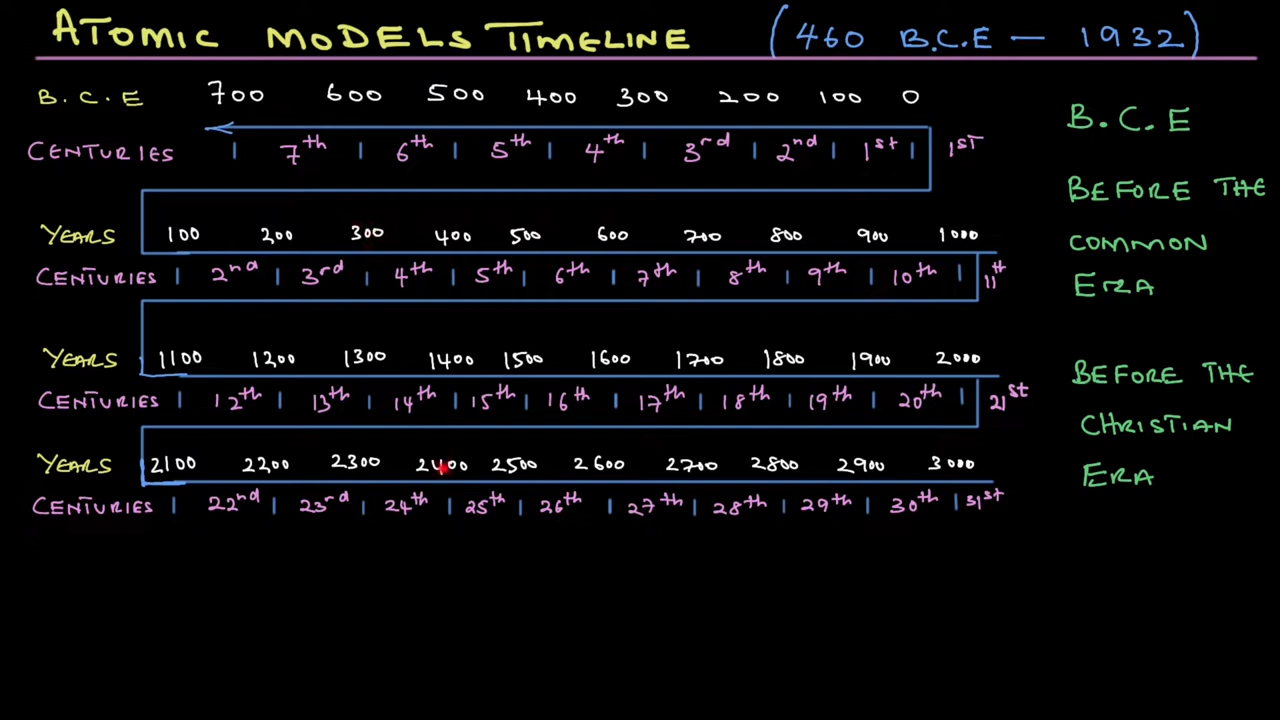 ATOMIC MODELS TIMELINE (460 B.C.E – 1932)
B.C.E 700 600 500 400 300 200 100 0
CENTURIES 7th 6th 5th 4th 3rd 2nd 1st 1ST
YEARS 100 200 300 400 500 600 700 800 900 1000
CENTURIES 2nd 3rd 4th 5th 6th 7th 8th 9th 10th 11th
YEARS 1100 1200 1300 1400 1500 1600 1700 1800 1900 2000
CENTURIES 12th 13th 14th 15th 16th 17th 18th 19th 20th 21st
YEARS 2100 2200 2300 2400 2500 2600 2700 2800 2900 3000
CENTURIES 22nd 23rd 24th 25th 26th 27th 28th 29th 30th 31st
B.C.E
BEFORE THE
COMMON
ERA
BEFORE THE
CHRISTIAN
ERA